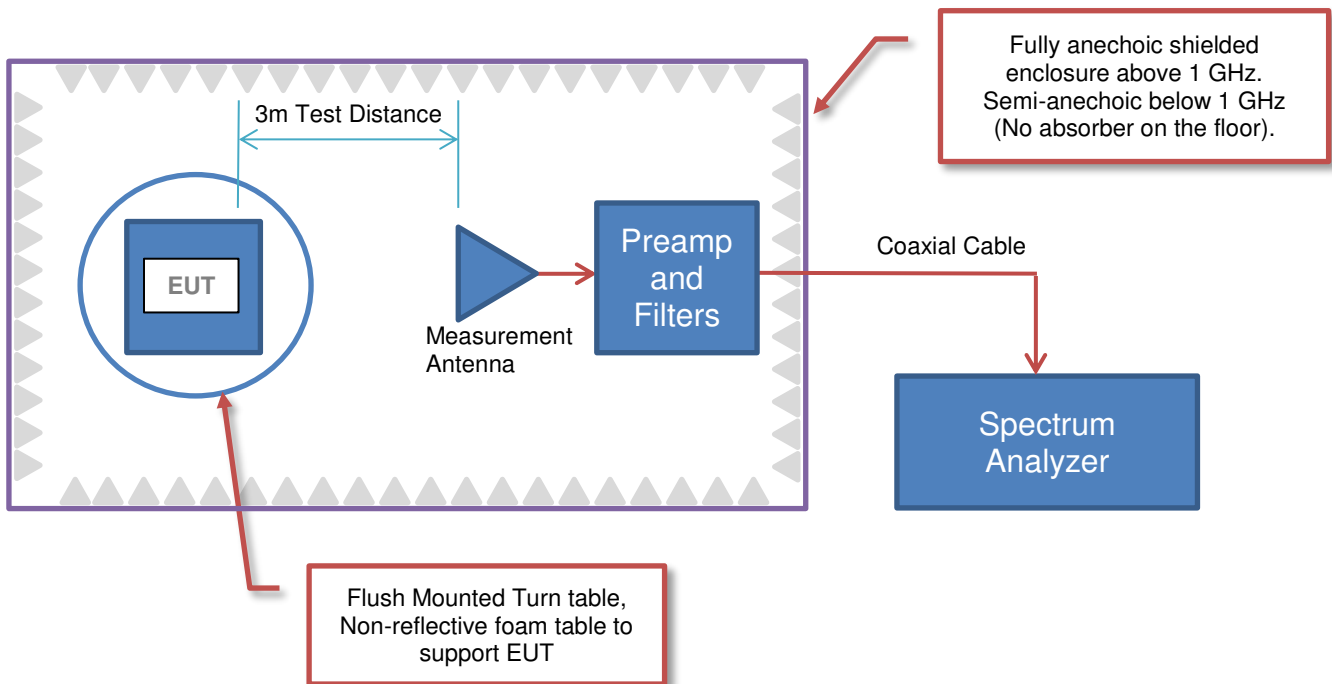 Fully anechoic shielded
enclosure above 1 GHz.
Semi-anechoic below 1 GHz
(No absorber on the floor).
3m Test Distance
EUT
Measurement
Antenna
Preamp
and
Filters
Coaxial Cable
Spectrum
Analyzer
Flush Mounted Turn table,
Non-reflective foam table to
support EUT